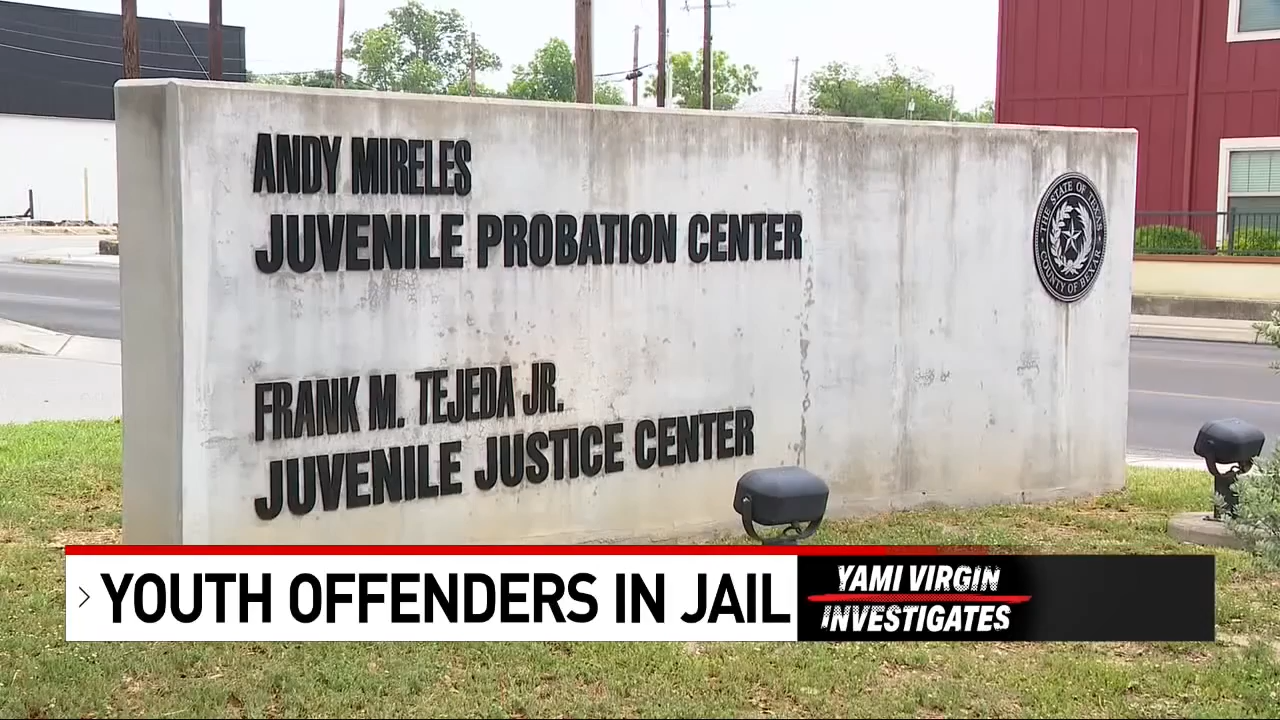 ANDY MIRELES
JUVENILE PROBATION CENTER
THE STATE OF TEXAS
COUNTY OF BEXAR
FRANK M. TEJEDA JR.
JUVENILE JUSTICE CENTER
YOUTH OFFENDERS IN JAIL
YAMI VIRGIN
INVESTIGATES